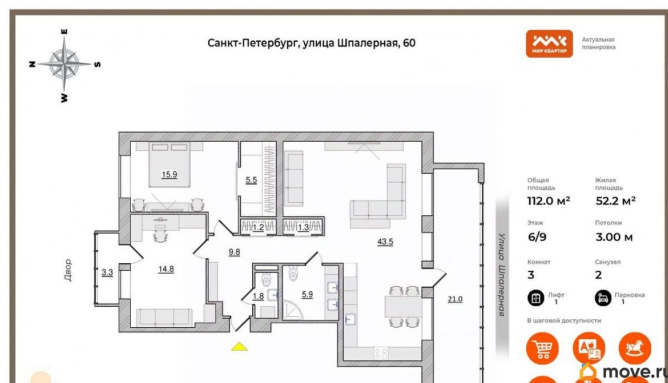 E
N
S
W
Санкт-Петербург, улица Шпалерная, 60
МИР КВАРТИР
Актуальная
планировка
15.9
5.5
1.2
1.3
43.5
9.8
14.8
3.3
1.8
5.9
21.0
Двор
Улица Шпалерная
Общая
площадь
112.0 м²
Жилая
площадь
52.2 м²
Этаж
6/9
Потолки
3.00 м
Комнат
3
Санузел
2
Лифт
1
Парковка
1
В шаговой доступности
move.ru